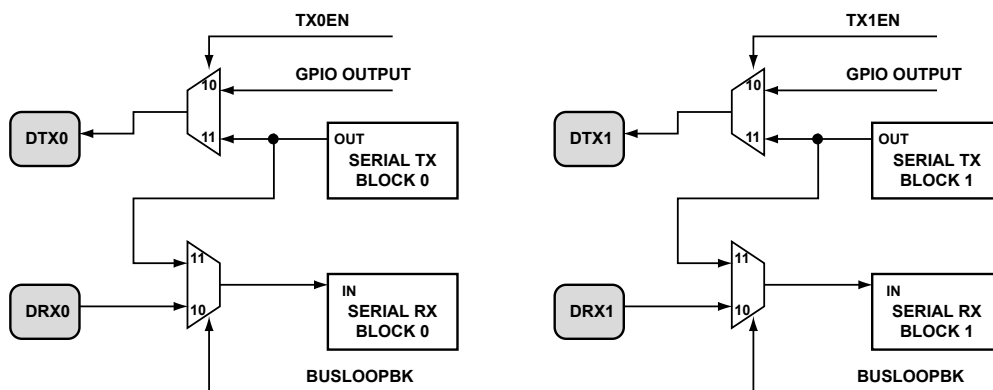 TX0EN
GPIO OUTPUT
10
11
DTX0
OUT
SERIAL TX
BLOCK 0
11
10
DRX0
IN
SERIAL RX
BLOCK 0
BUSLOOPBK
TX1EN
GPIO OUTPUT
10
11
DTX1
OUT
SERIAL TX
BLOCK 1
11
10
DRX1
IN
SERIAL RX
BLOCK 1
BUSLOOPBK